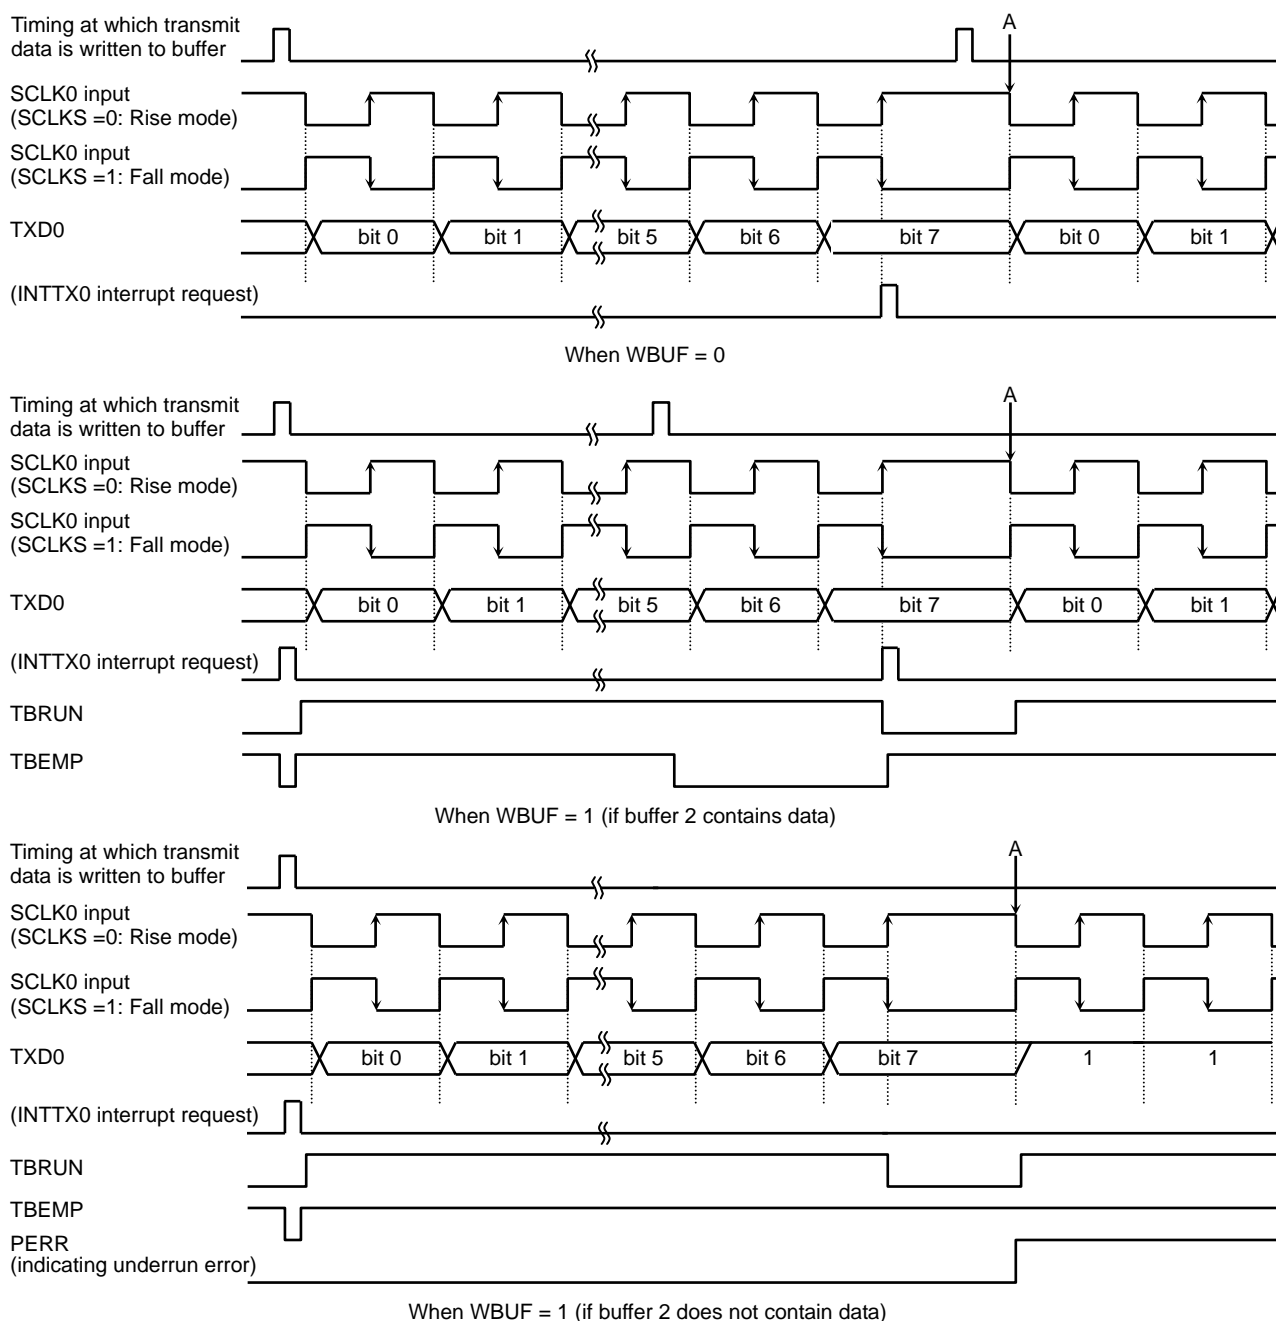 Timing at which transmit
data is written to buffer
A
SCLK0 input
(SCLKS =0: Rise mode)
SCLK0 input
(SCLKS =1: Fall mode)
TXD0
bit 0 bit 1 bit 5 bit 6 bit 7 bit 0 bit 1
(INTTX0 interrupt request)
When WBUF = 0
Timing at which transmit
data is written to buffer
A
SCLK0 input
(SCLKS =0: Rise mode)
SCLK0 input
(SCLKS =1: Fall mode)
TXD0
bit 0 bit 1 bit 5 bit 6 bit 7 bit 0 bit 1
(INTTX0 interrupt request)
TBRUN
TBEMP
When WBUF = 1 (if buffer 2 contains data)
Timing at which transmit
data is written to buffer
A
SCLK0 input
(SCLKS =0: Rise mode)
SCLK0 input
(SCLKS =1: Fall mode)
TXD0
bit 0 bit 1 bit 5 bit 6 bit 7 1 1
(INTTX0 interrupt request)
TBRUN
TBEMP
PERR
(indicating underrun error)
When WBUF = 1 (if buffer 2 does not contain data)